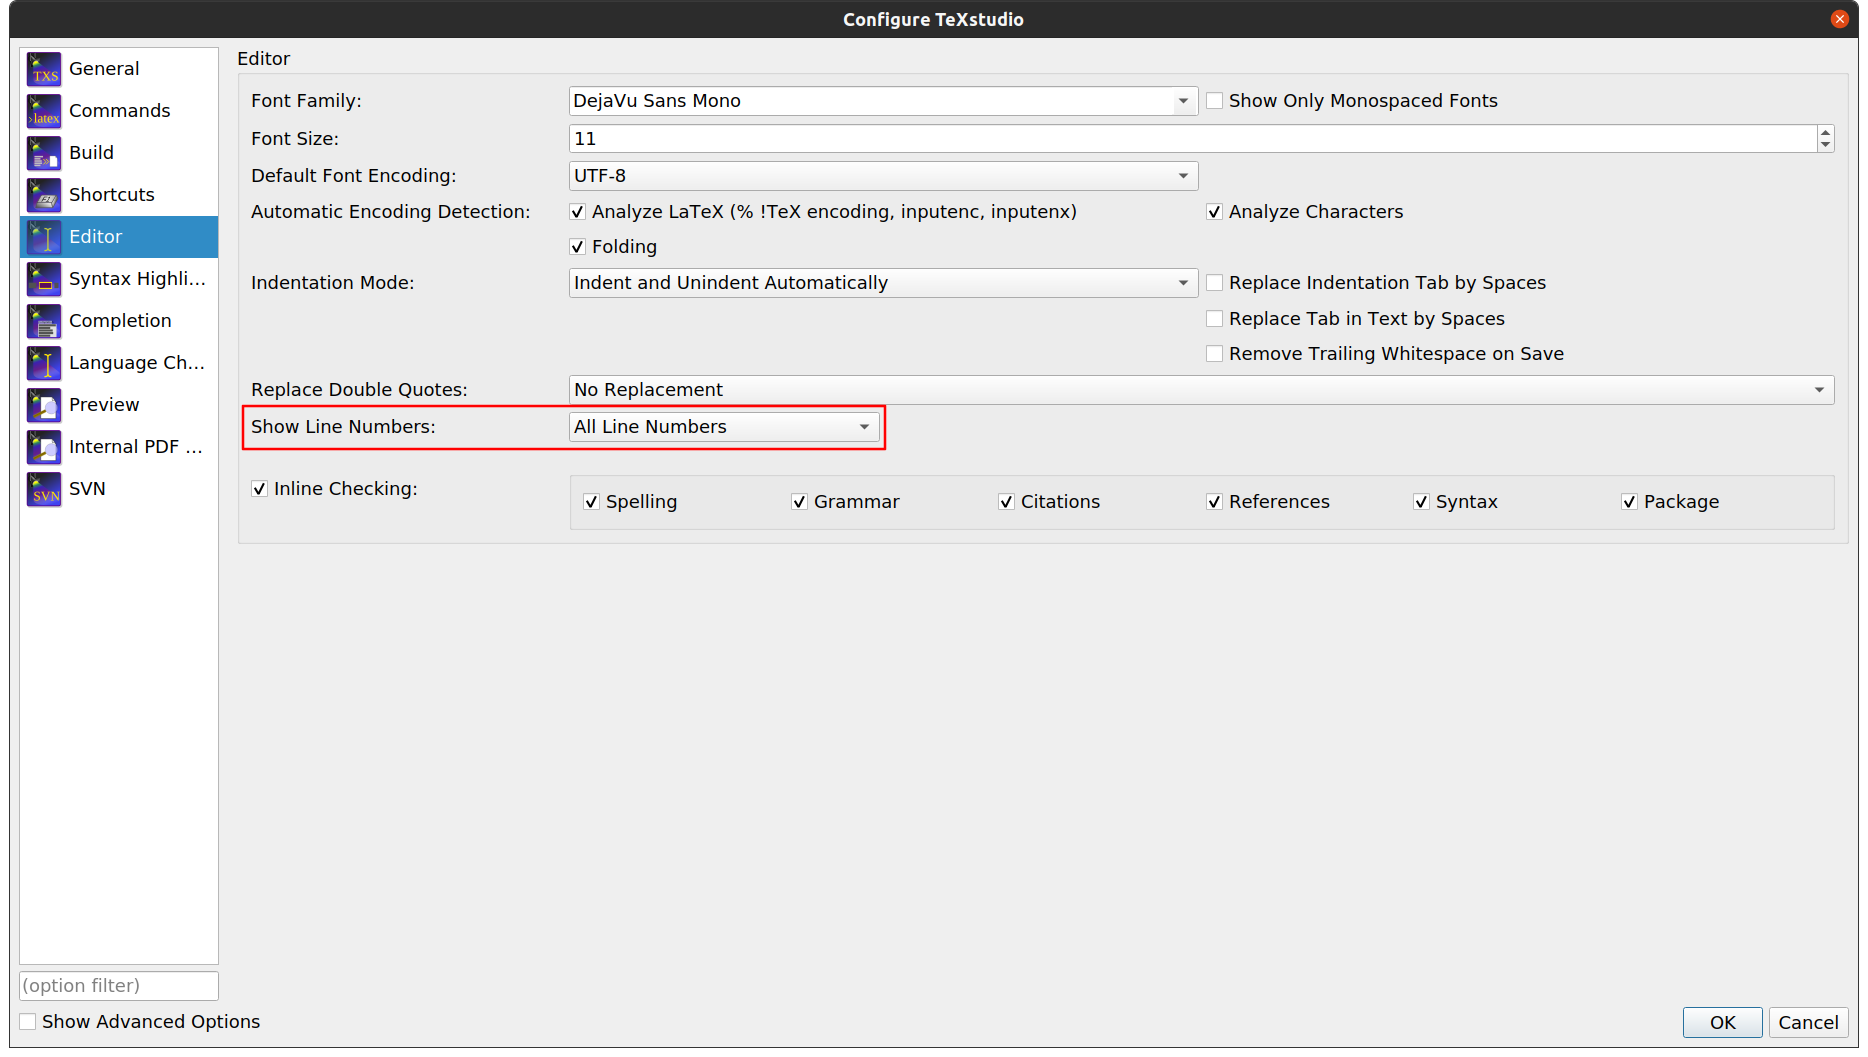 Configure TeXstudio
TXS General
>latex Commands
Build
Shortcuts
Editor
Syntax Highli...
Completion
Language Ch...
Preview
Internal PDF ...
SVN SVN
(option filter)
Show Advanced Options
Editor
Font Family: DejaVu Sans Mono Show Only Monospaced Fonts
Font Size: 11
Default Font Encoding: UTF-8
Automatic Encoding Detection: Analyze LaTeX (% !TeX encoding, inputenc, inputenx) Analyze Characters
Folding
Indentation Mode: Indent and Unindent Automatically Replace Indentation Tab by Spaces
Replace Tab in Text by Spaces
Remove Trailing Whitespace on Save
Replace Double Quotes: No Replacement
Show Line Numbers: All Line Numbers
Inline Checking: Spelling Grammar Citations References Syntax Package
OK Cancel